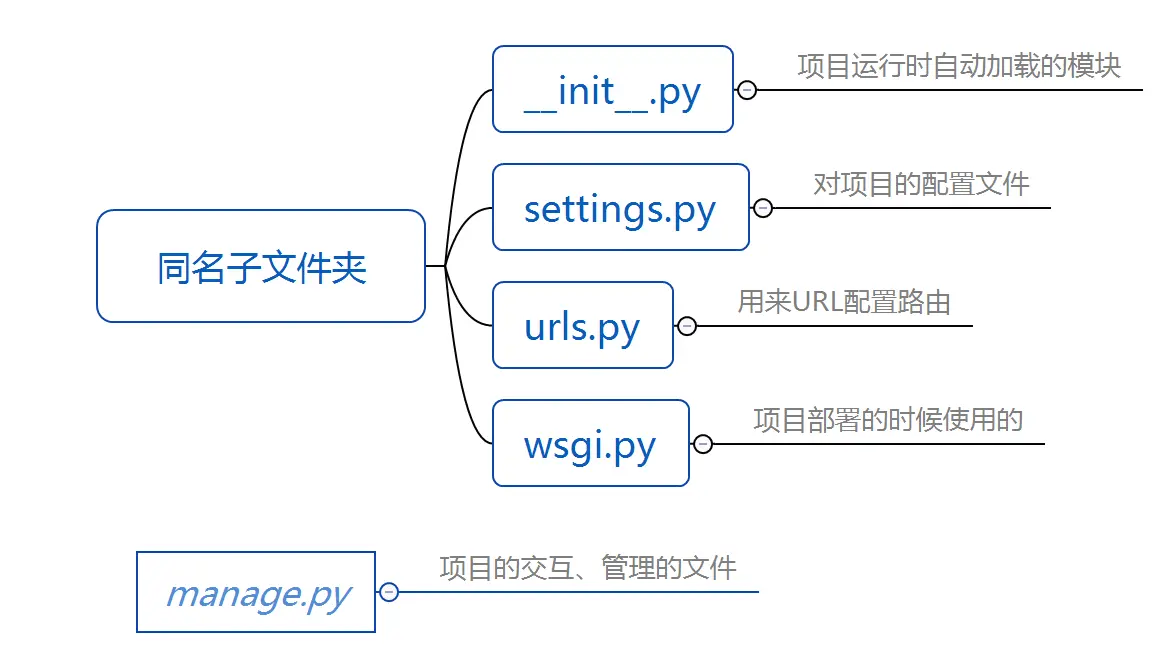 __init__.py
项目运行时自动加载的模块
settings.py
对项目的配置文件
同名子文件夹
urls.py
用来URL配置路由
wsgi.py
项目部署的时候使用的
manage.py
项目的交互、管理的文件